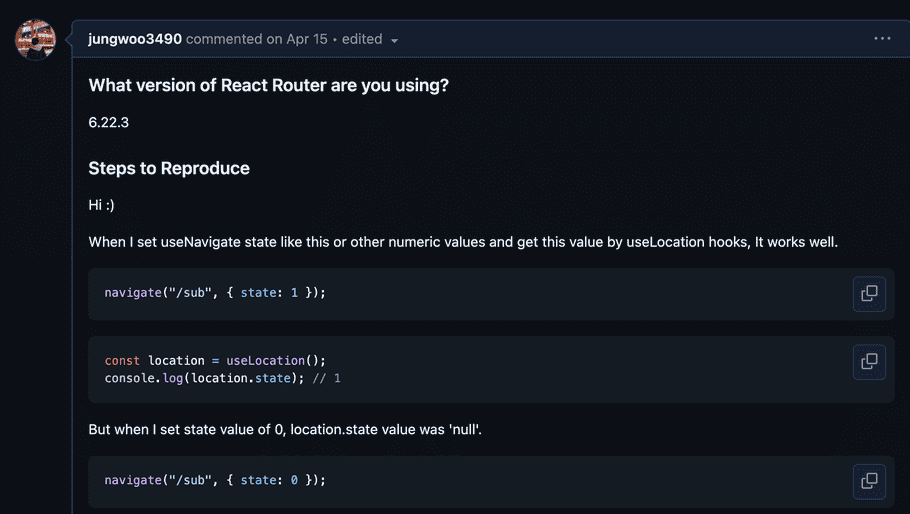 jungwoo3490 commented on Apr 15 • edited
What version of React Router are you using?
6.22.3
Steps to Reproduce
Hi :)
When I set useNavigate state like this or other numeric values and get this value by useLocation hooks, It works well.
navigate("/sub", { state: 1 });
const location = useLocation();
console.log(location.state); // 1
But when I set state value of 0, location.state value was 'null'.
navigate("/sub", { state: 0 });